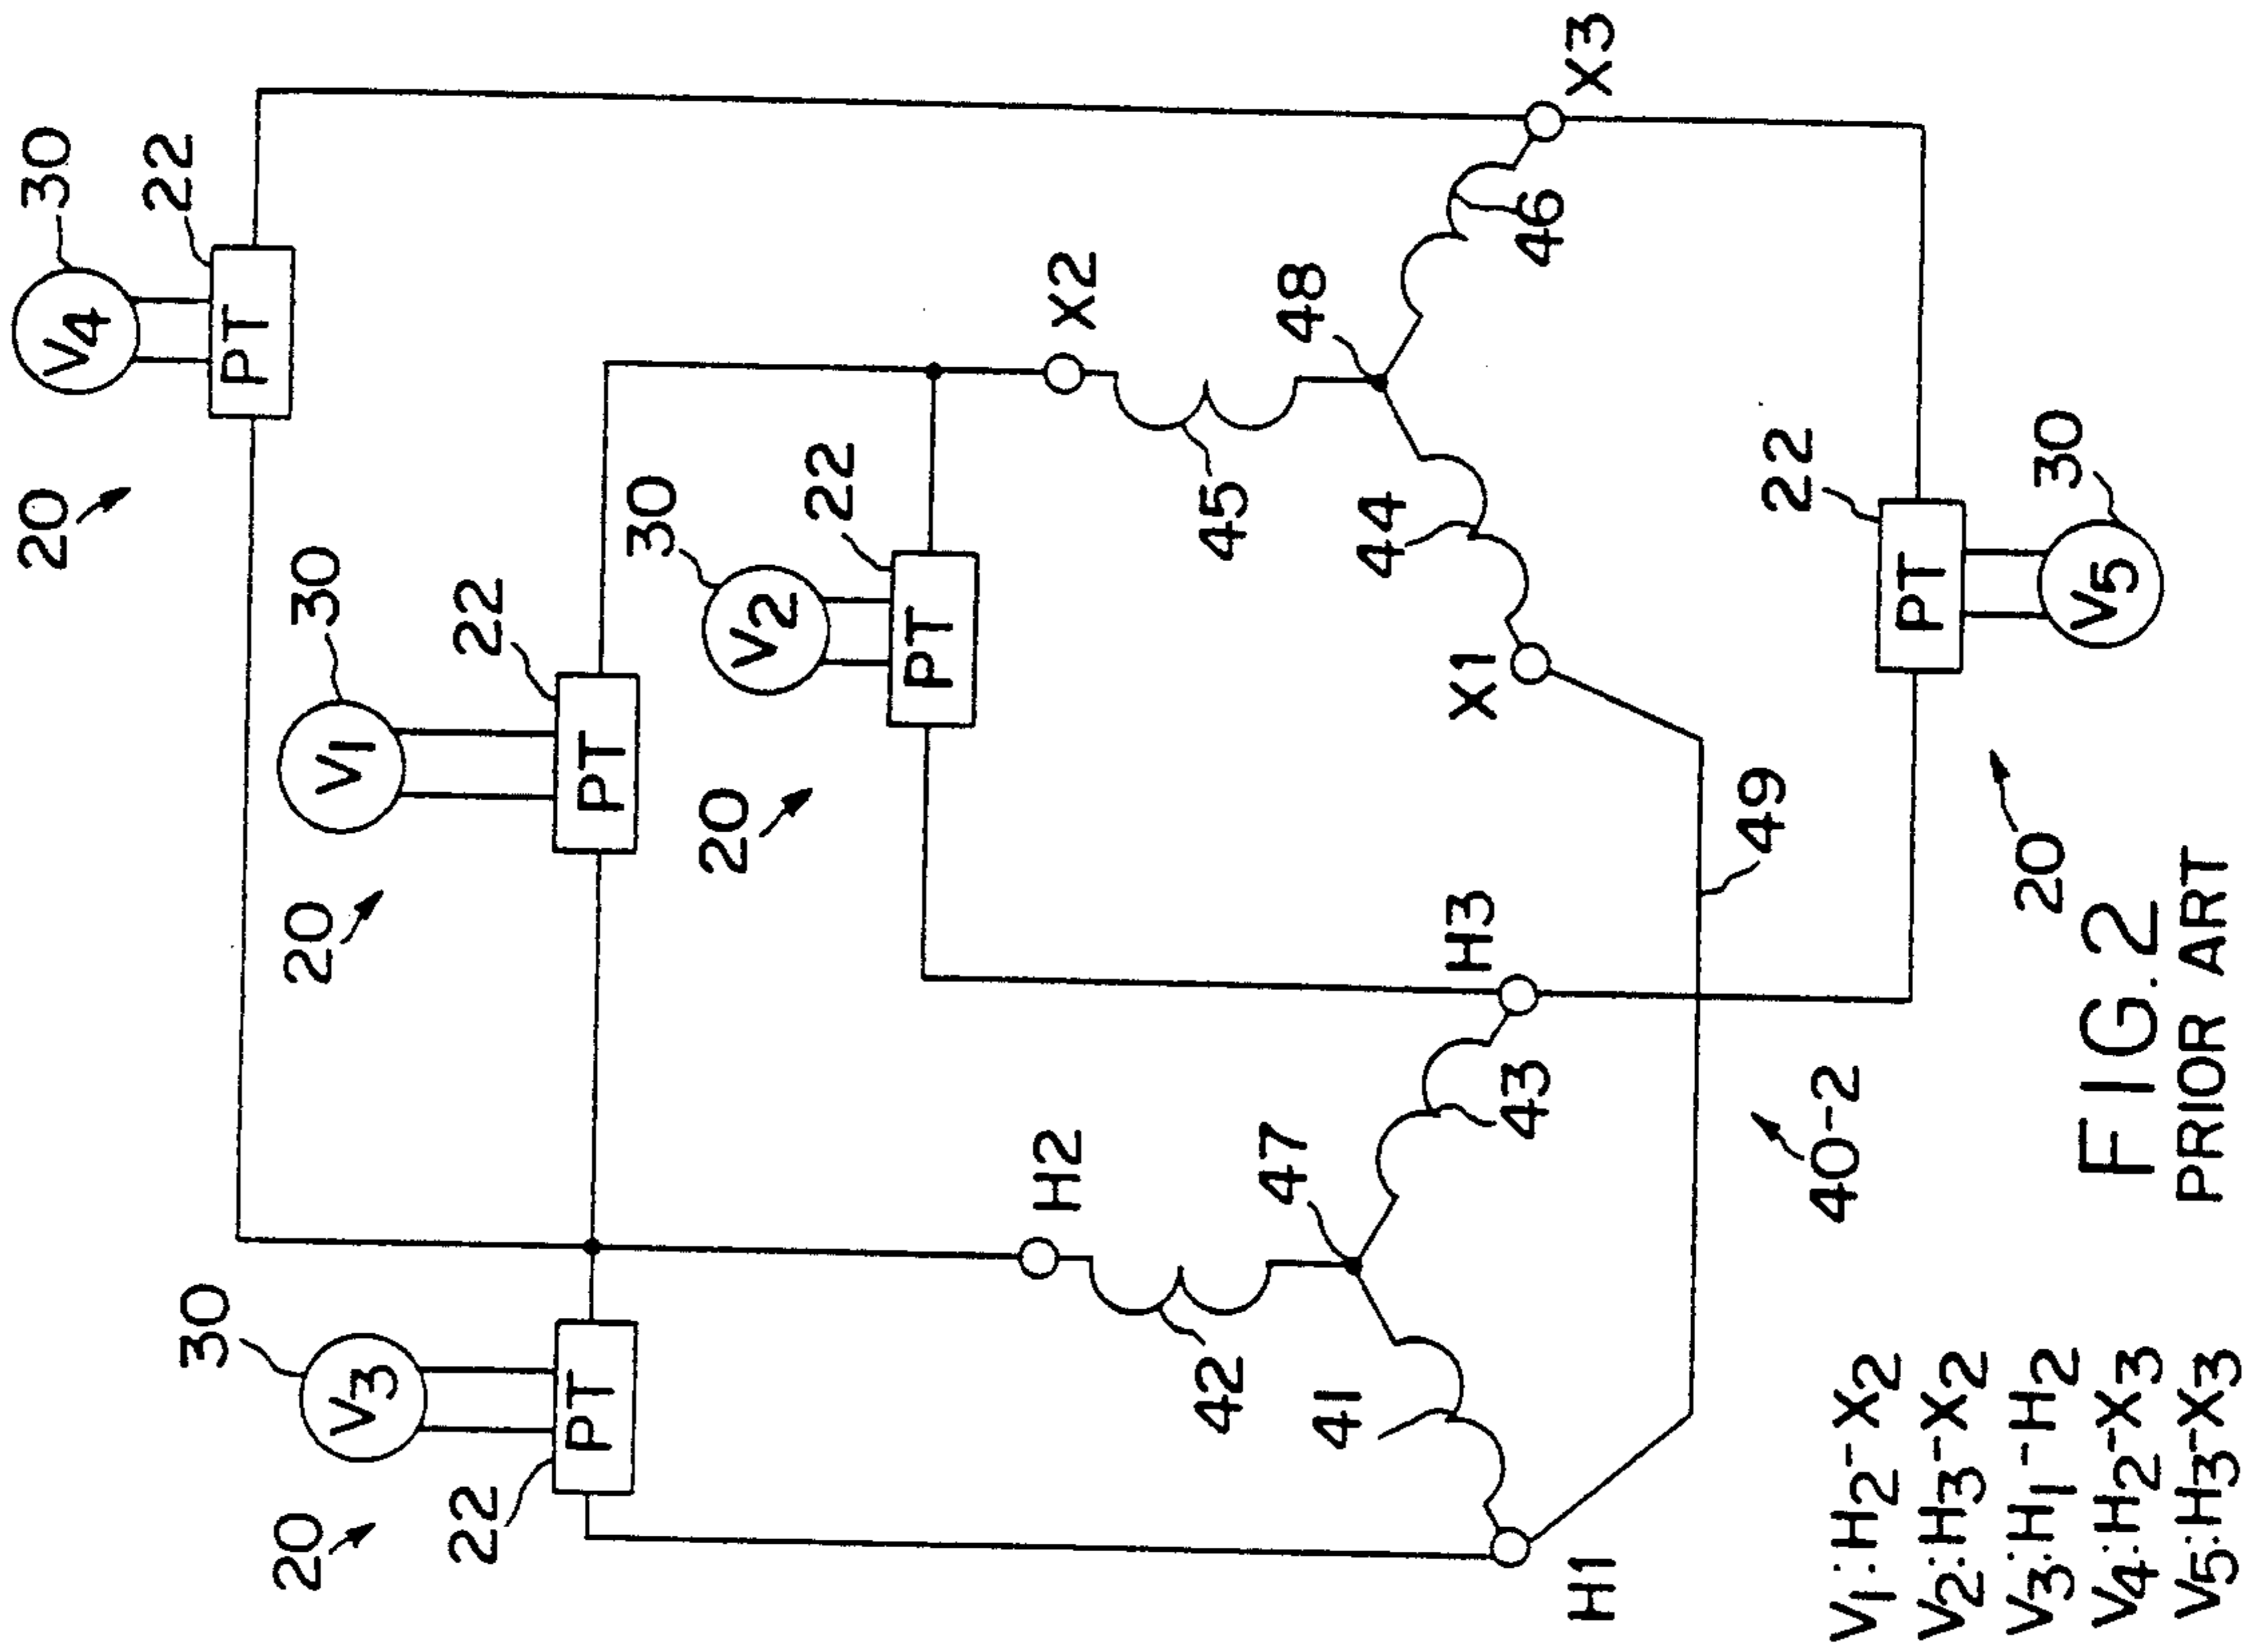 30
V4
22
PT
20
30
V1
22
PT
20
30
V2
22
PT
20
30
V3
22
PT
20
X2
45
48
46
X3
44
X1
H2
42
47
43
H3
41
H1
49
22
PT
30
V5
20
40-2
V1:H2-X2
V2:H3-X2
V3:H1-H2
V4:H2-X3
V5:H3-X3
FIG.2
PRIOR ART